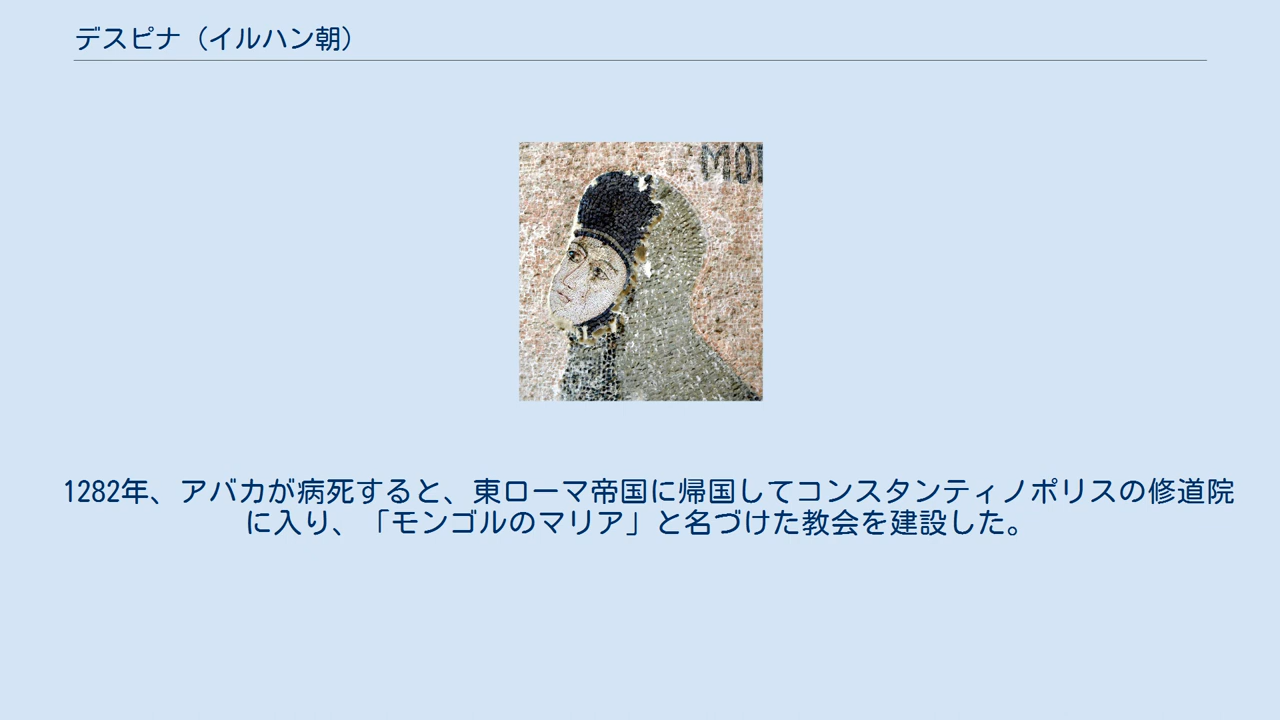 デスピナ（イルハン朝）
ΜΟ
1282年、アバカが病死すると、東ローマ帝国に帰国してコンスタンティノポリスの修道院
に入り、「モンゴルのマリア」と名づけた教会を建設した。